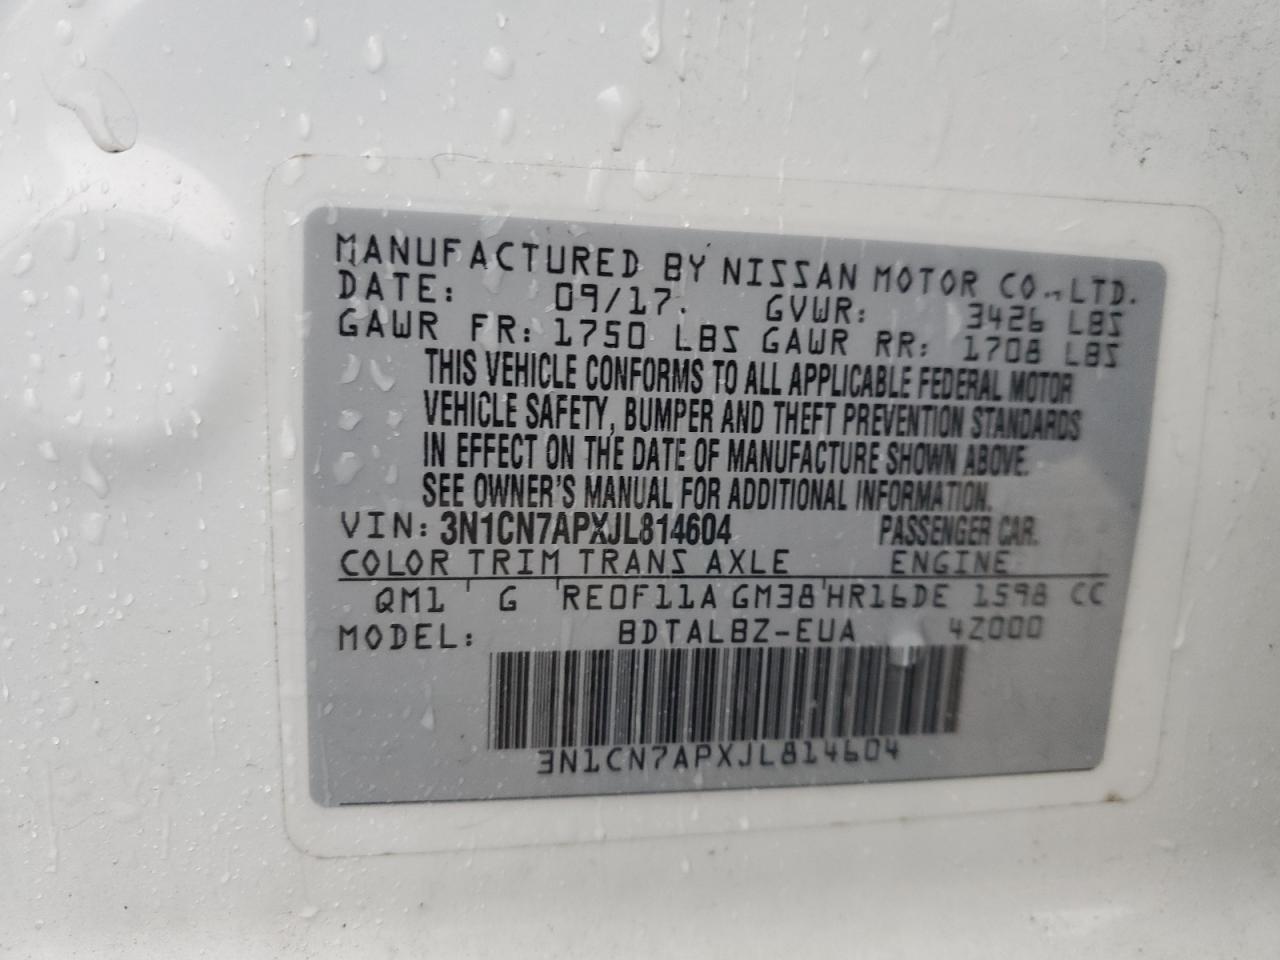 MANUFACTURED BY NISSAN MOTOR CO., LTD.
DATE: 09/17. GVWR: 3426 LBS
GAWR FR: 1750 LBS GAWR RR: 1708 LBS
THIS VEHICLE CONFORMS TO ALL APPLICABLE FEDERAL MOTOR
VEHICLE SAFETY, BUMPER AND THEFT PREVENTION STANDARDS
IN EFFECT ON THE DATE OF MANUFACTURE SHOWN ABOVE.
SEE OWNER'S MANUAL FOR ADDITIONAL INFORMATION.
VIN: 3N1CN7APXJL814604 PASSENGER CAR.
COLOR TRIM TRANS AXLE ENGINE
QM1 G RE0F11A GM38 HR16DE 1598 CC
MODEL: BDTALBZ-EUA 4Z000
3N1CN7APXJL814604